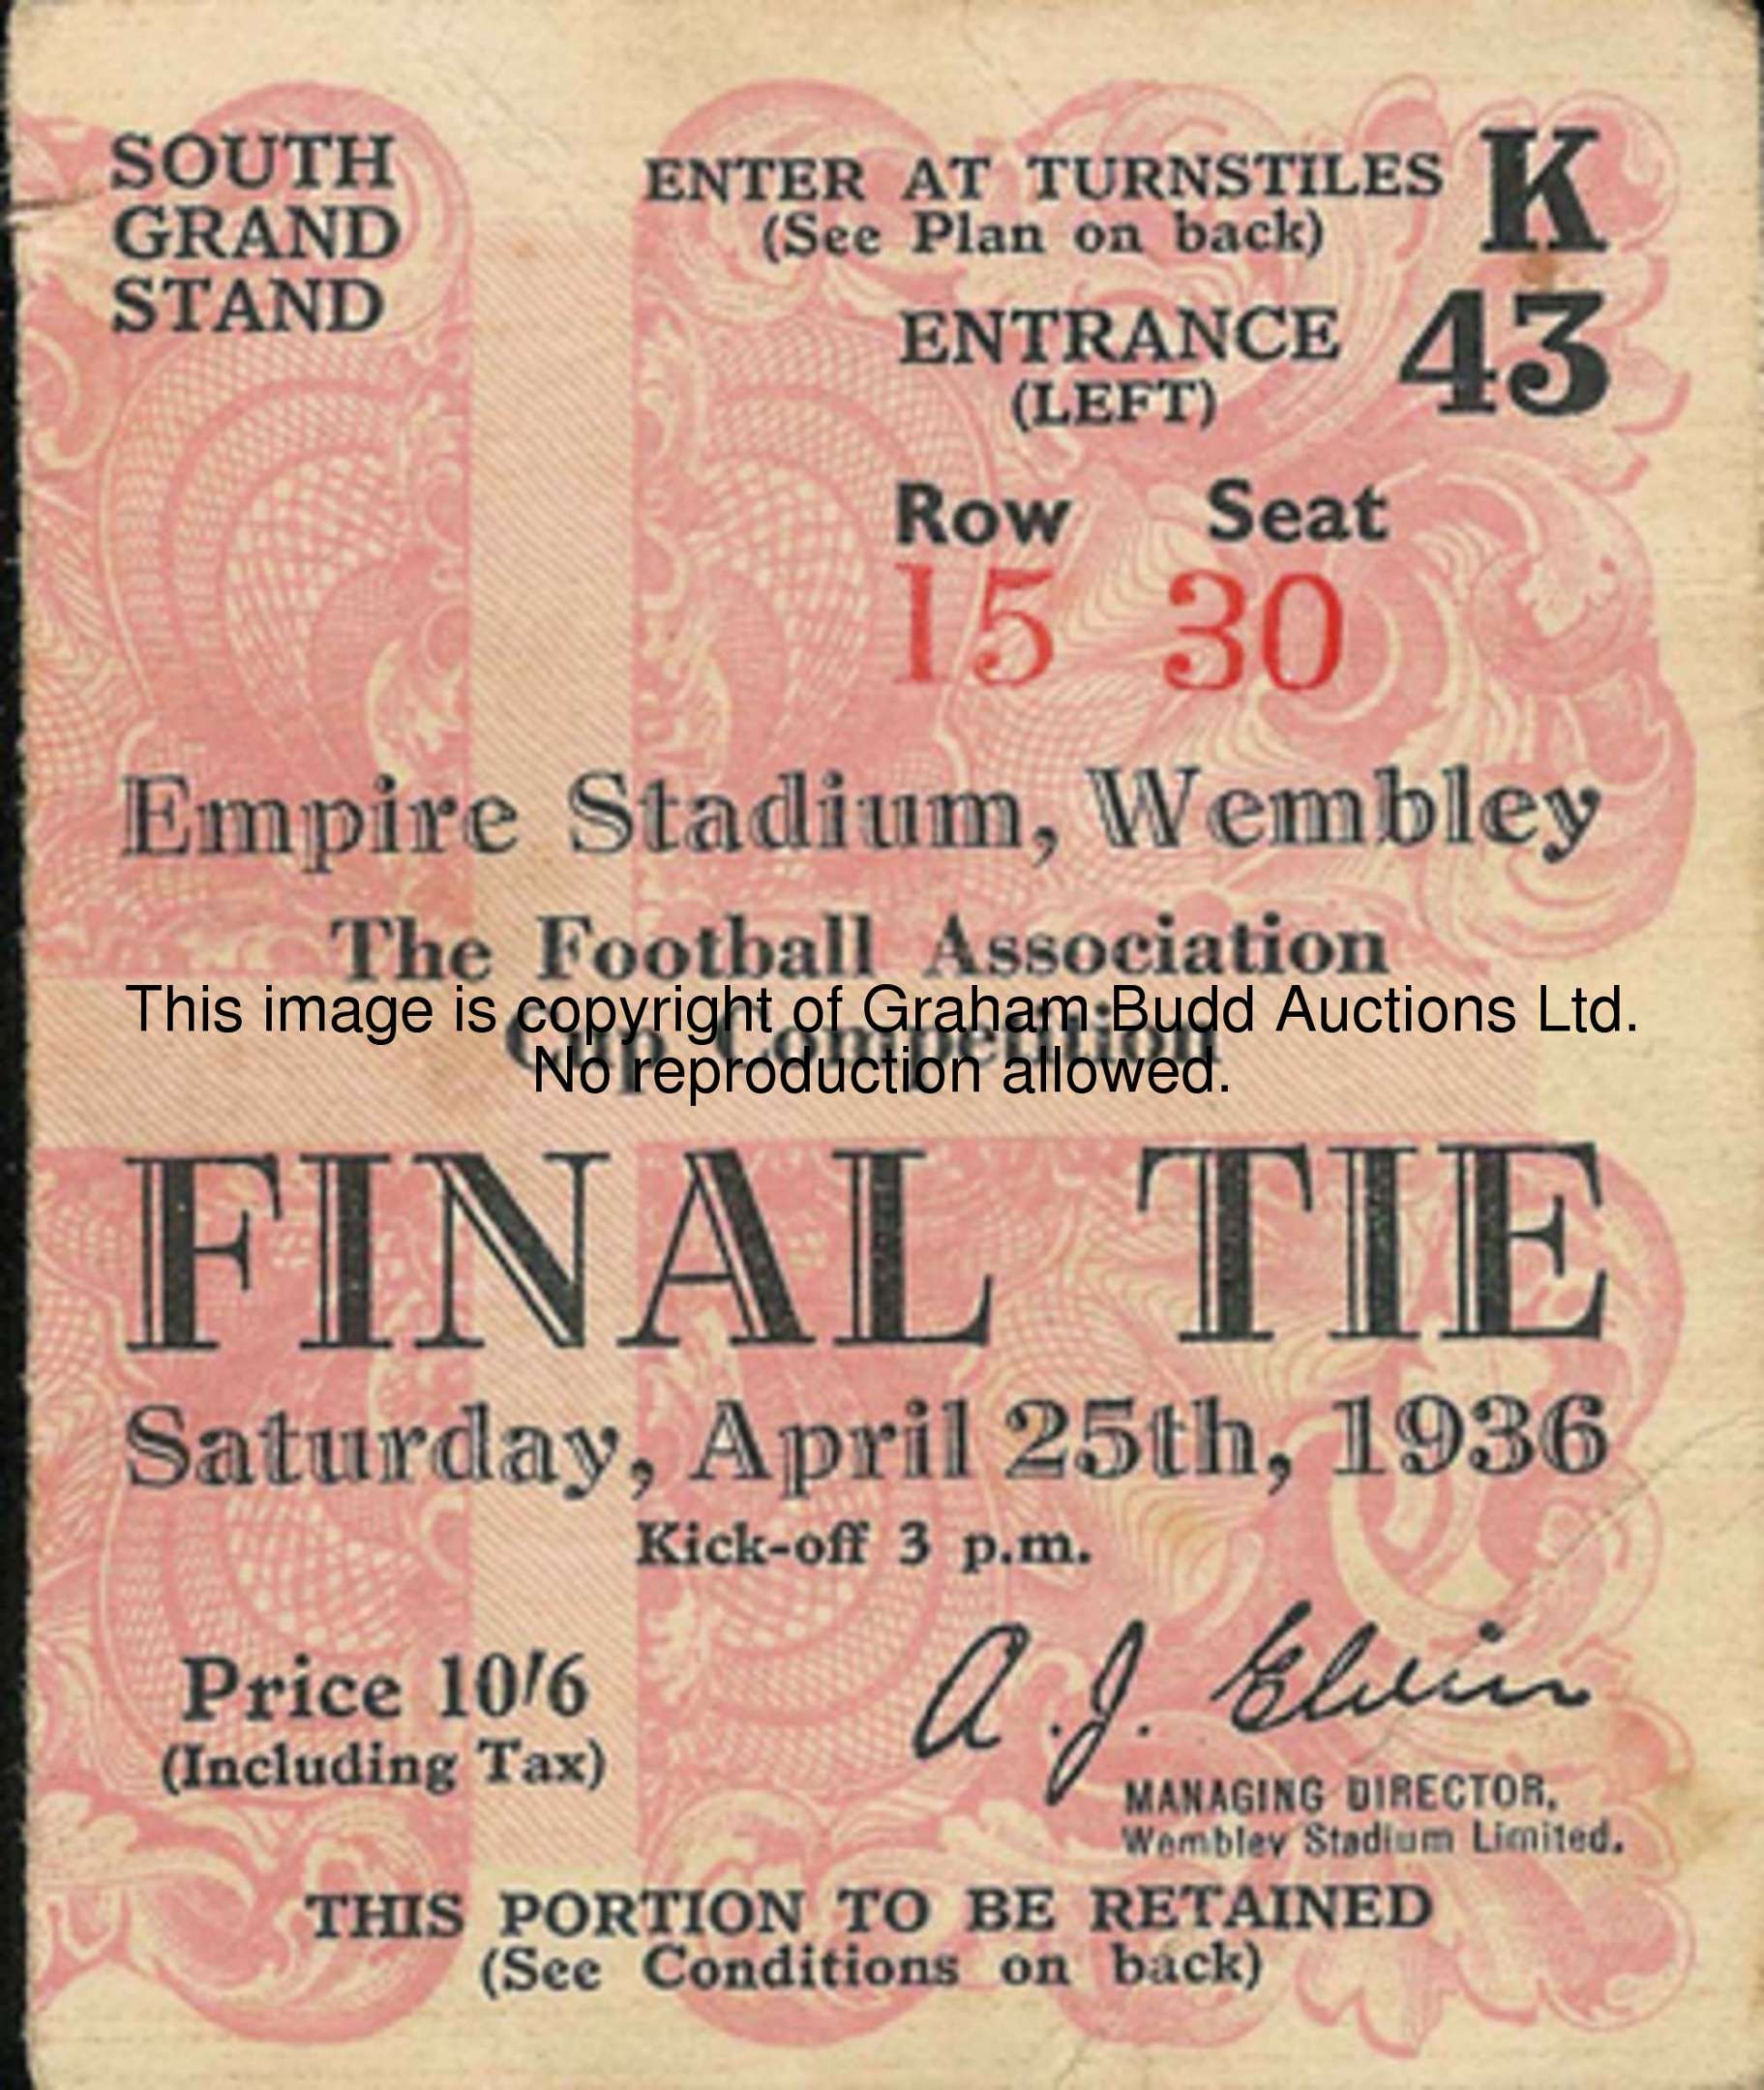 SOUTH
GRAND
STAND
ENTER AT TURNSTILES K
(See Plan on back)
ENTRANCE 43
(LEFT)
Row Seat
15 30
Empire Stadium, Wembley
The Football Association
Cup Competition
This image is copyright of Graham Budd Auctions Ltd.
No reproduction allowed.
FINAL TIE
Saturday, April 25th, 1936
Kick-off 3 p.m.
Price 10/6
(Including Tax)
A. J. Elvin
MANAGING DIRECTOR,
Wembley Stadium Limited.
THIS PORTION TO BE RETAINED
(See Conditions on back)